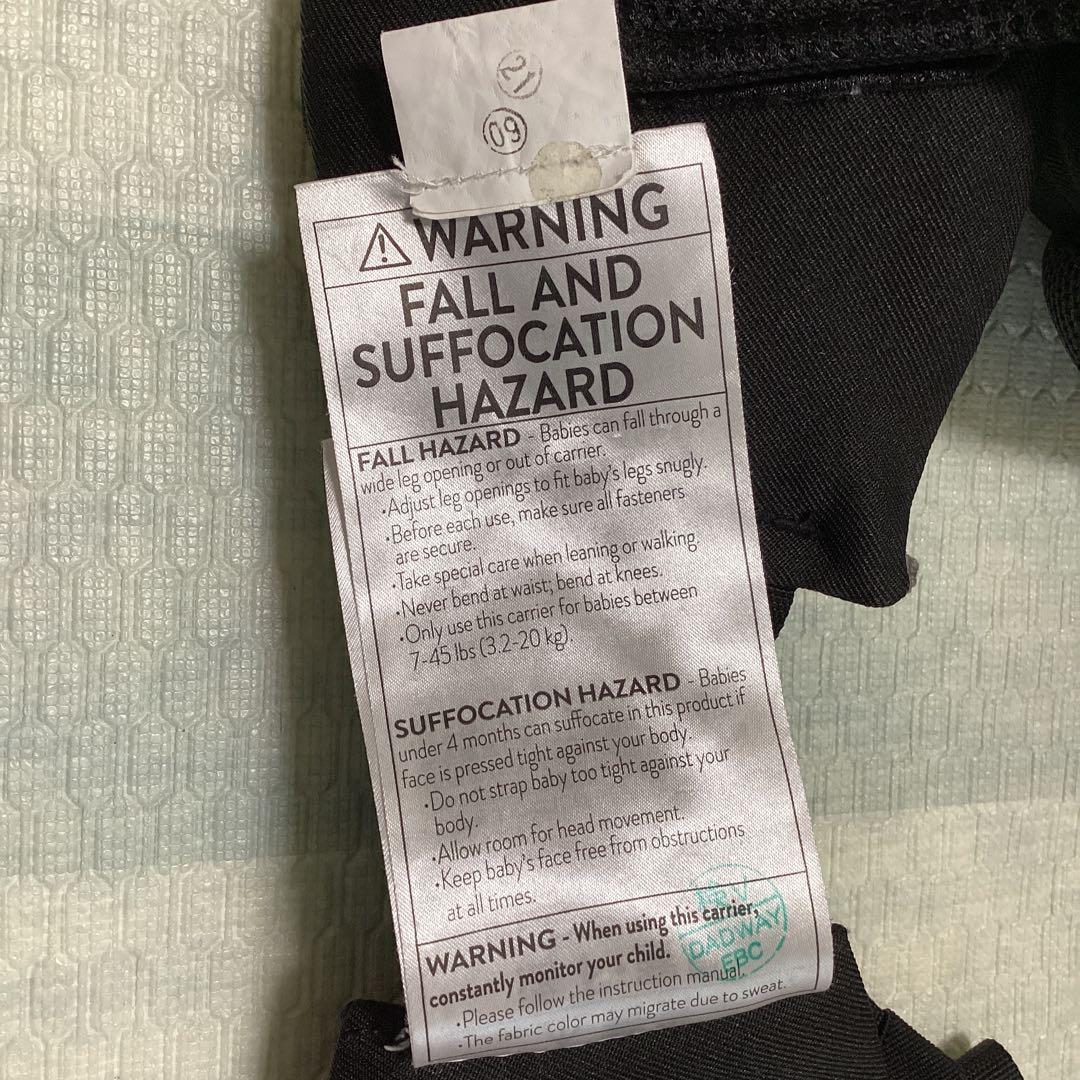 21
09
WARNING
FALL AND
SUFFOCATION
HAZARD
FALL HAZARD - Babies can fall through a
wide leg opening or out of carrier.
•Adjust leg openings to fit baby's legs snugly.
•Before each use, make sure all fasteners
are secure.
•Take special care when leaning or walking.
•Never bend at waist; bend at knees.
•Only use this carrier for babies between
7-45 lbs (3.2-20 kg).
SUFFOCATION HAZARD - Babies
under 4 months can suffocate in this product if
face is pressed tight against your body.
•Do not strap baby too tight against your
body.
•Allow room for head movement.
•Keep baby's face free from obstructions
at all times.
WARNING - When using this carrier,
constantly monitor your child.
•Please follow the instruction manual.
•The fabric color may migrate due to sweat.
DADWAY
EBC